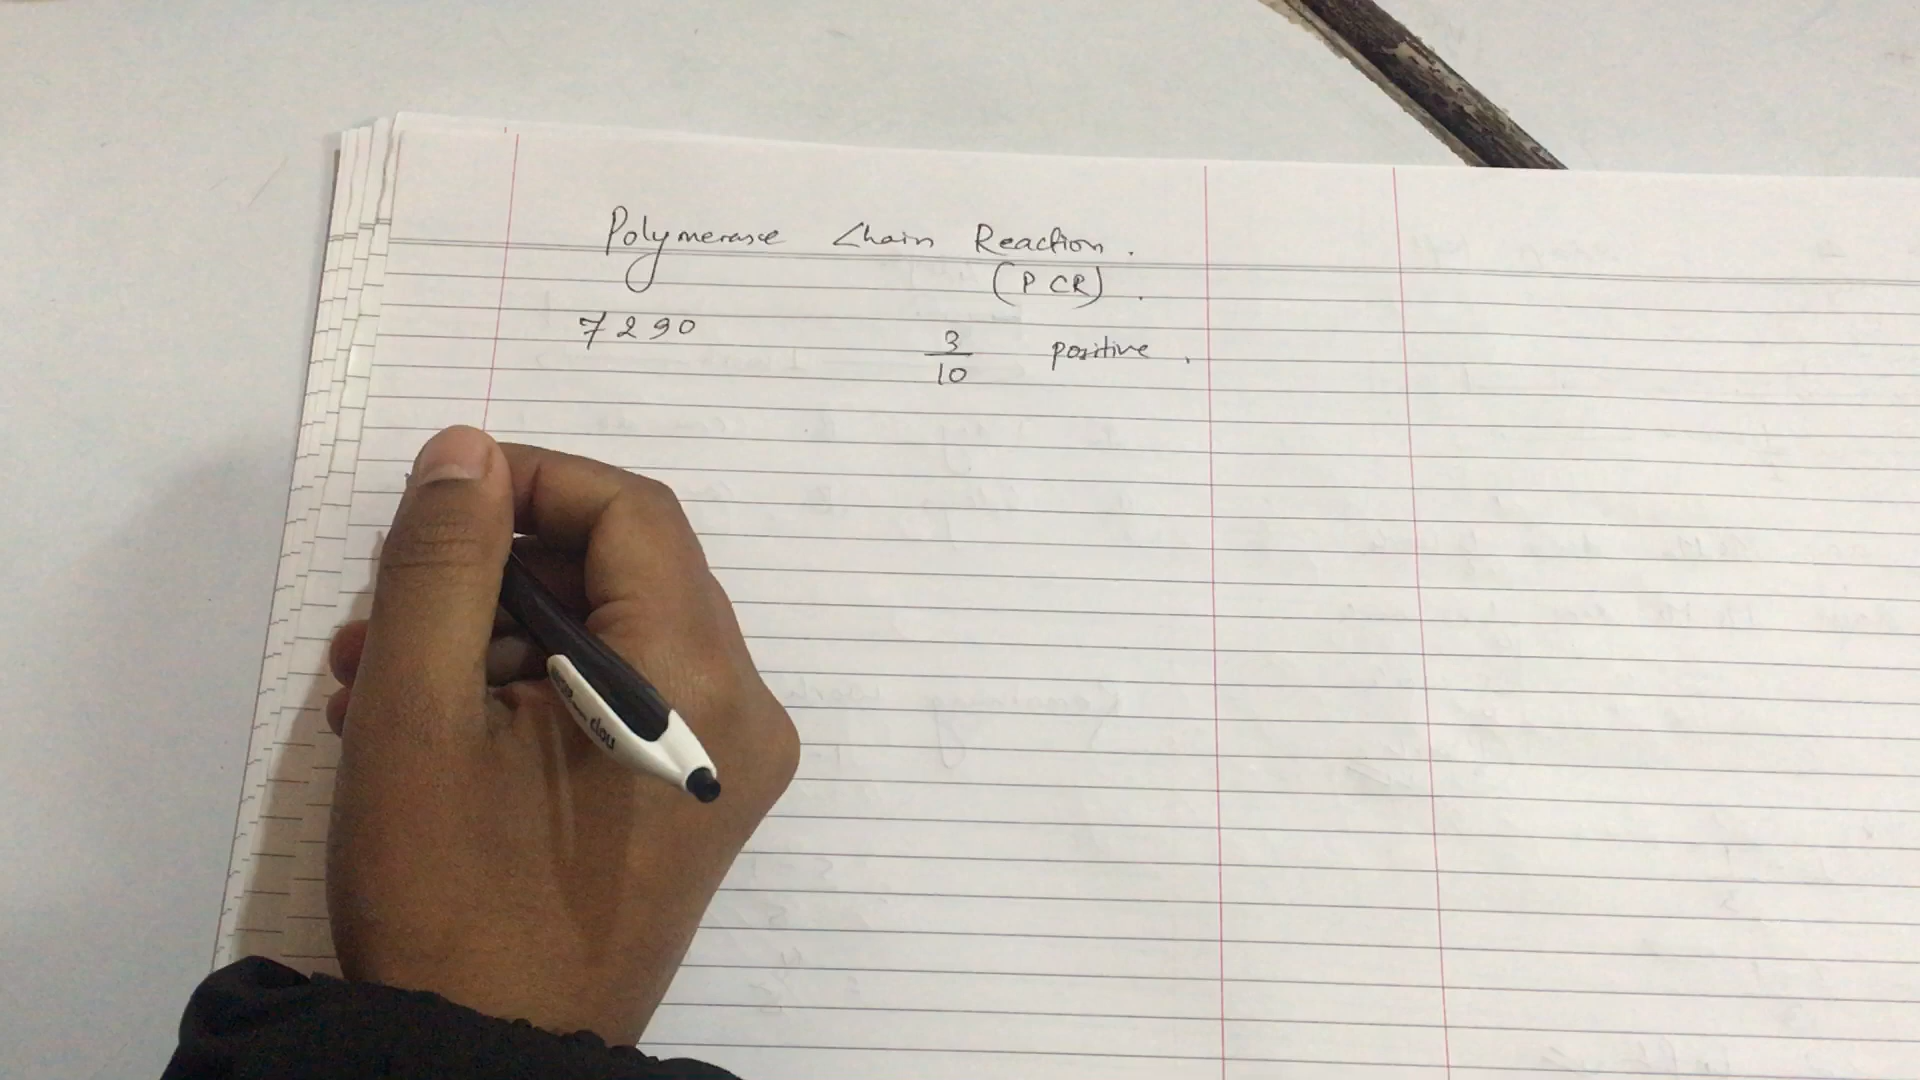 Polymerase Chain Reaction.
(PCR).
7290 3/10 positive.